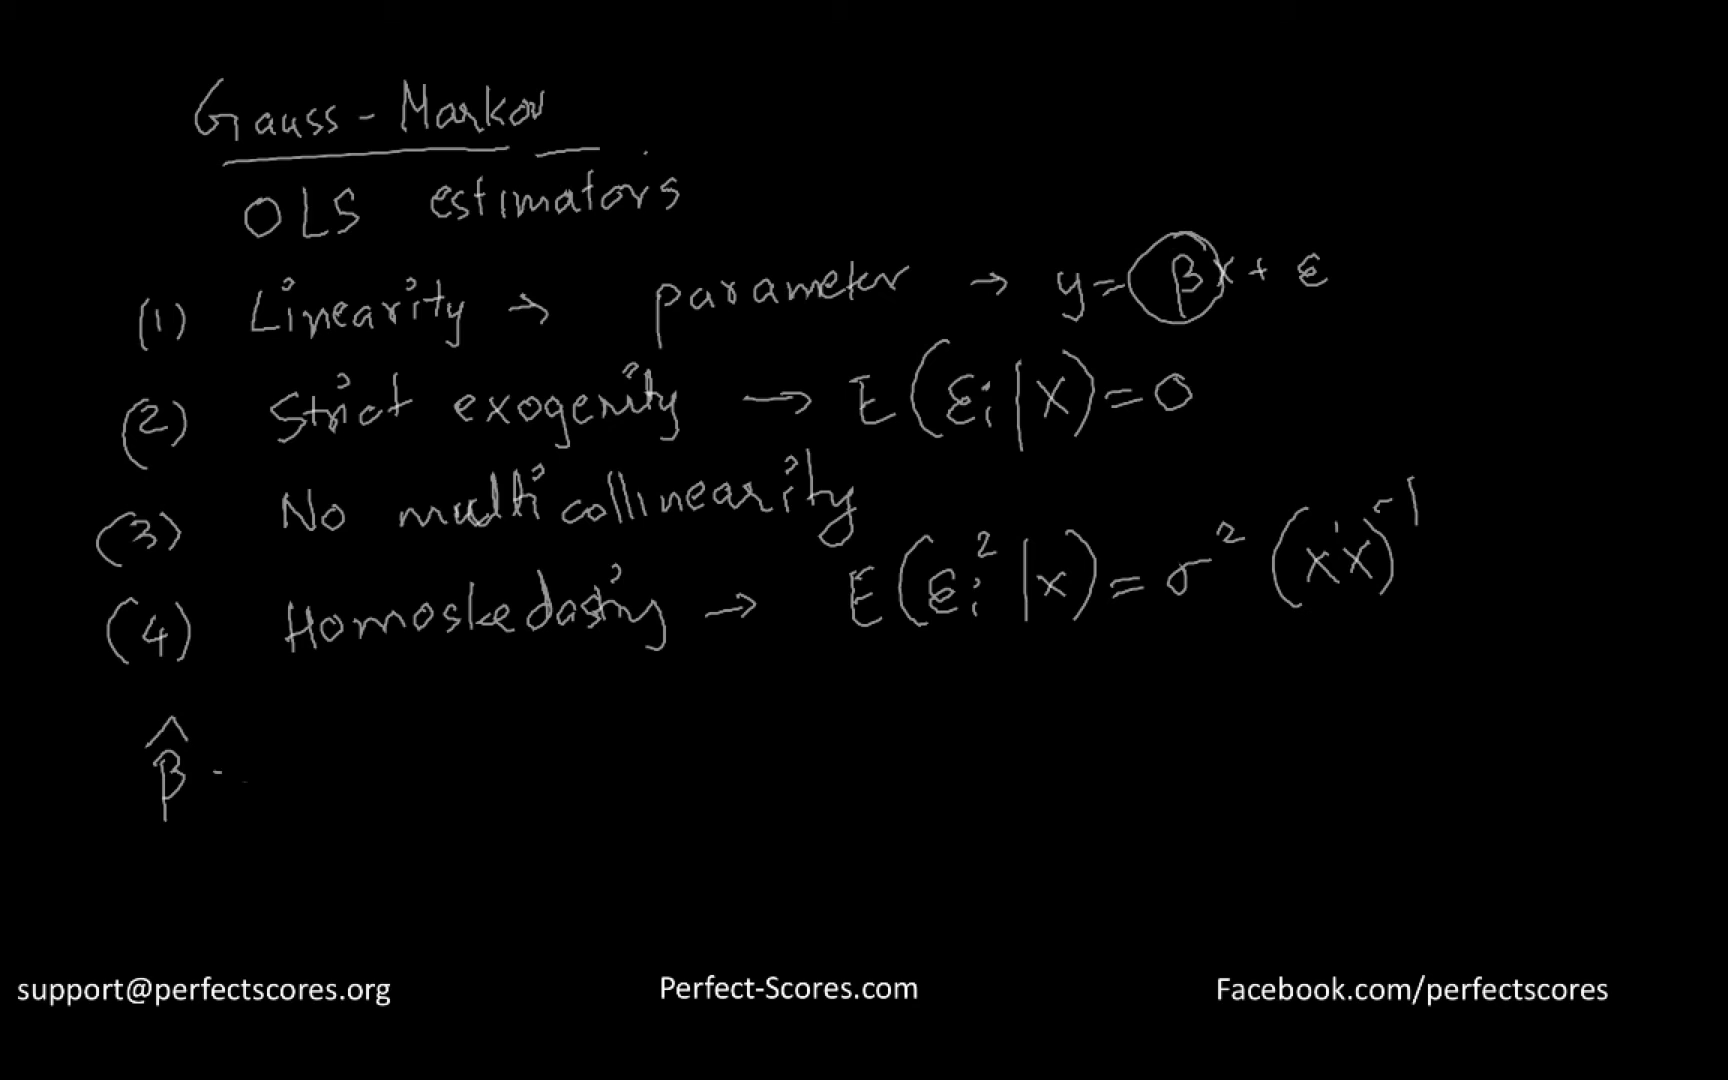 Gauss - Markov
OLS estimators
(1) Linearity → parameter → y = βx + ε
(2) Strict exogenity → E(εi | X) = 0
(3) No multicollinearity
(4) Homoskedasity → E(εi² | x) = σ² (x'x)⁻¹
β̂ -
support@perfectscores.org Perfect-Scores.com Facebook.com/perfectscores